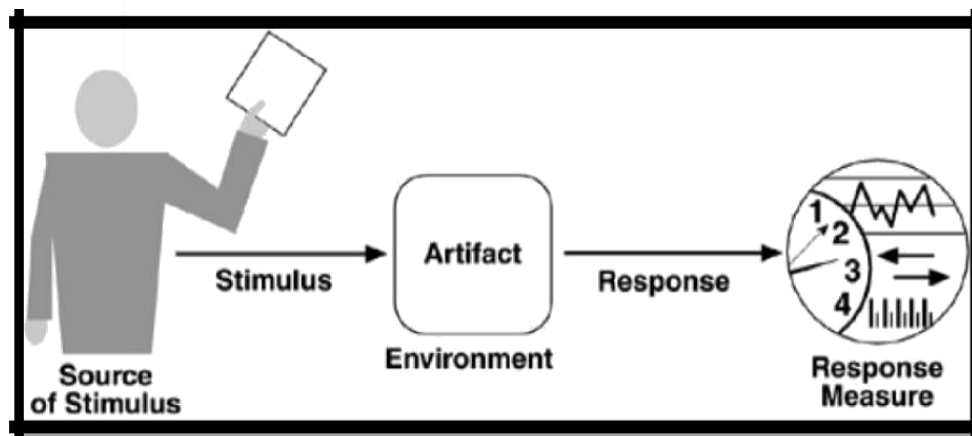 Source
of Stimulus
Stimulus
Artifact
Environment
Response
1
2
3
4
Response
Measure